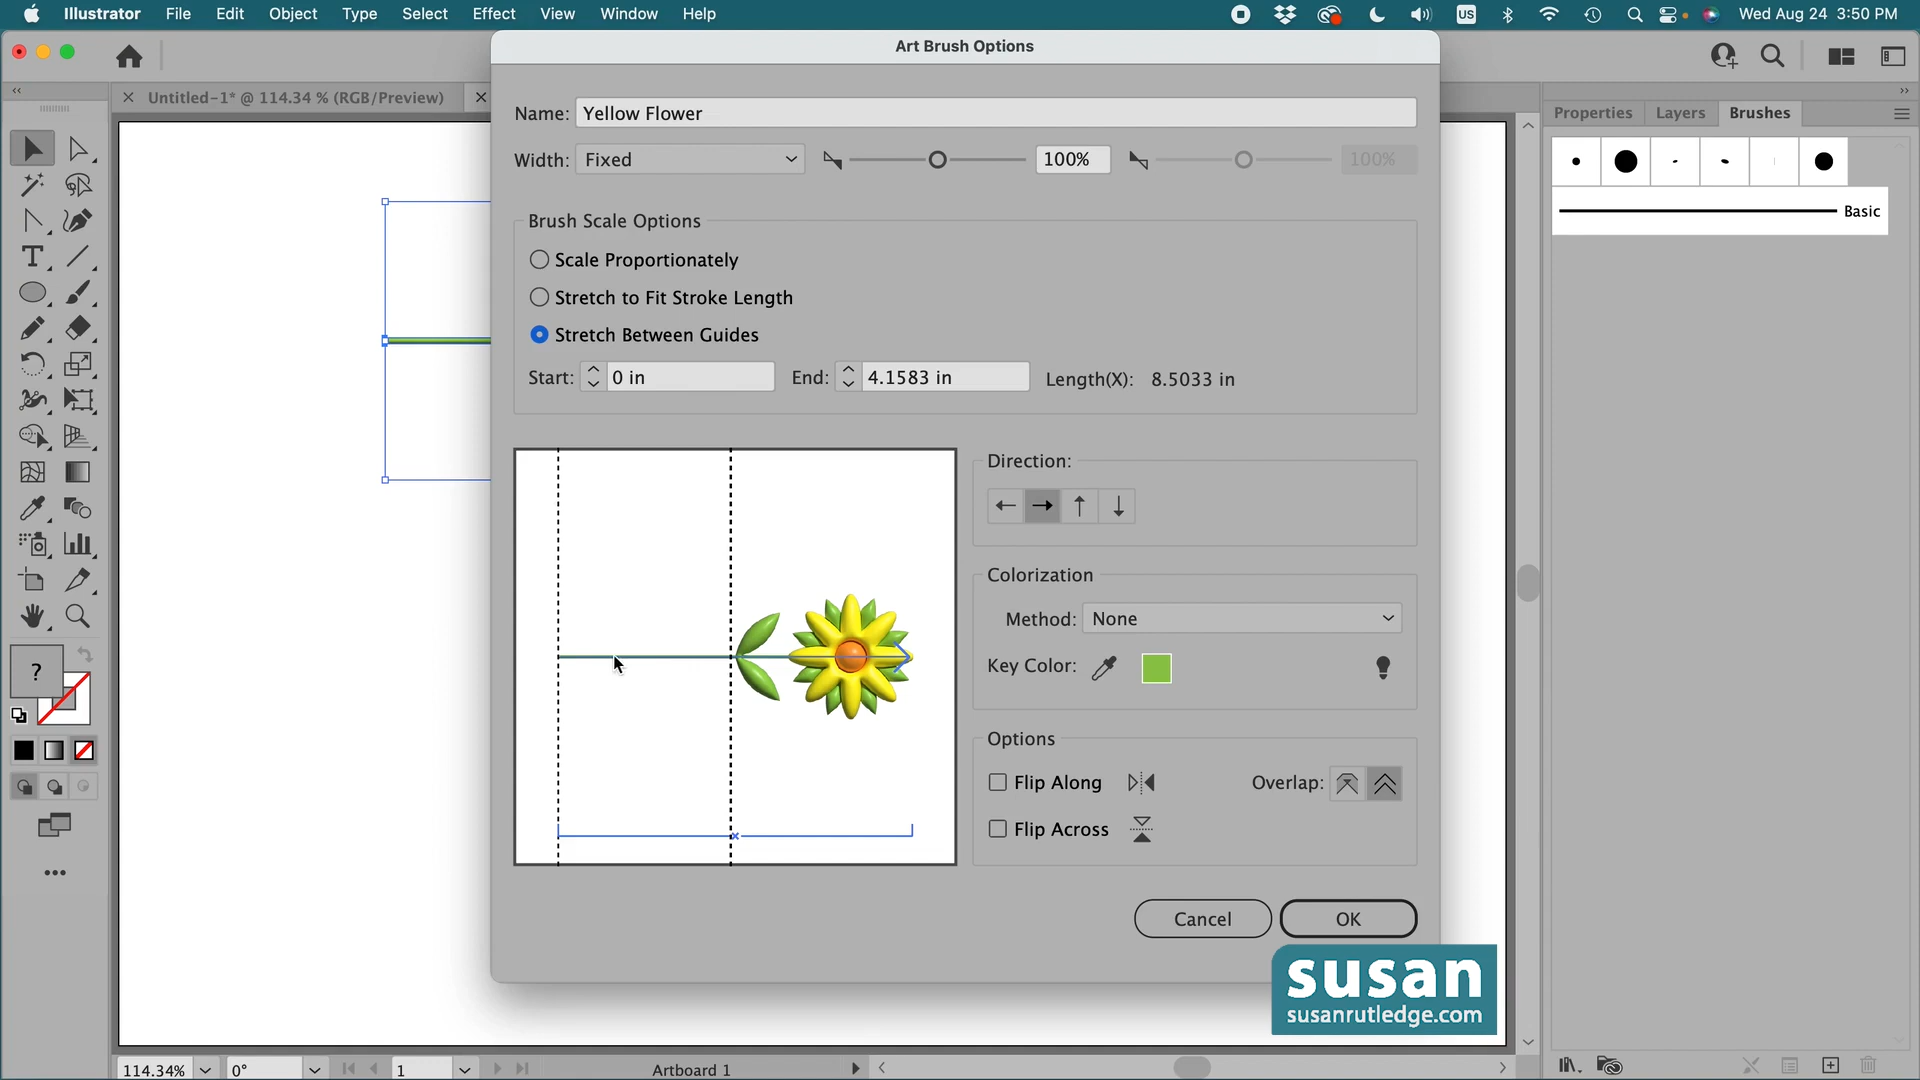 Illustrator File Edit Object Type Select Effect View Window Help
US
Wed Aug 24 3:50 PM
Art Brush Options
Untitled-1* @ 114.34 % (RGB/Preview)
Name: Yellow Flower
Width: Fixed
100%
100%
Properties Layers Brushes
Basic
Brush Scale Options
Scale Proportionately
Stretch to Fit Stroke Length
Stretch Between Guides
Start: 0 in End: 4.1583 in Length(X): 8.5033 in
Direction:
Colorization
Method: None
Key Color:
Options
Flip Along
Overlap:
Flip Across
Cancel
OK
?
susan
susanrutledge.com
114.34%
0°
1
Artboard 1